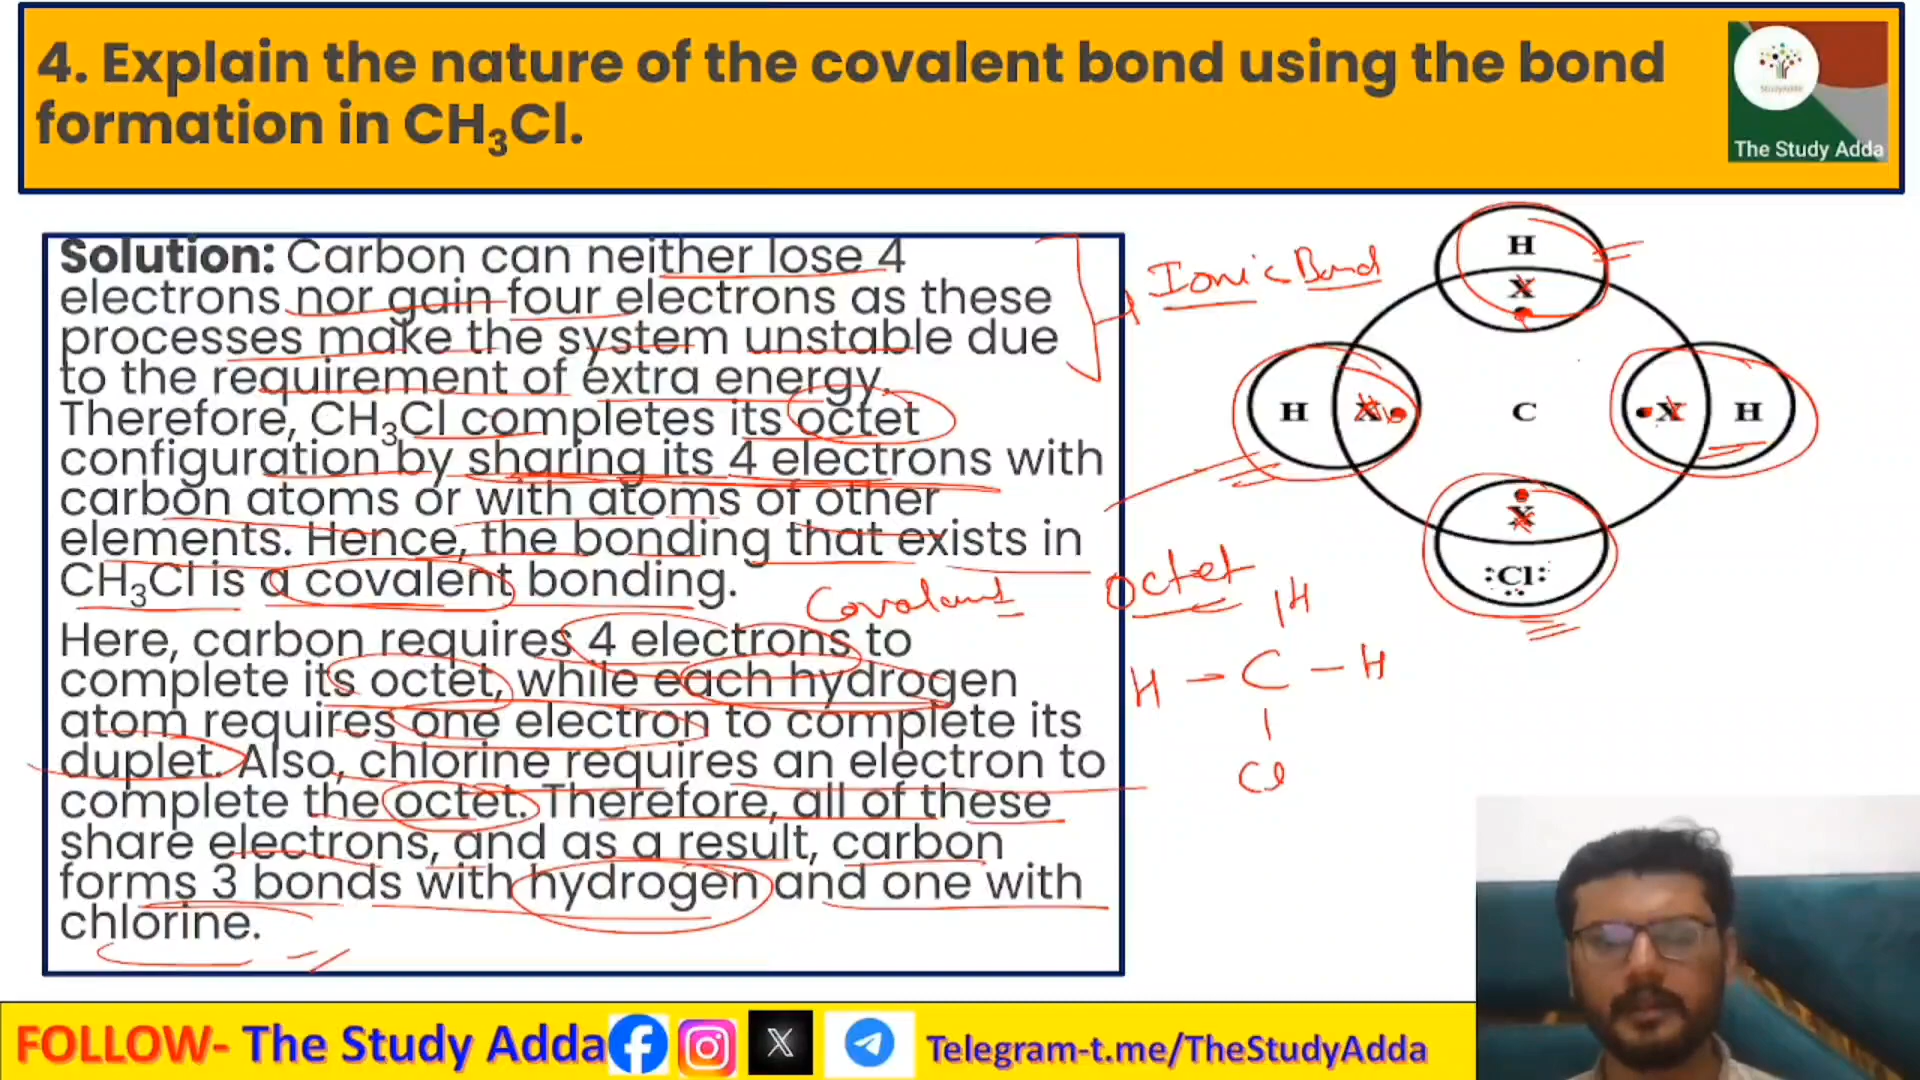 4. Explain the nature of the covalent bond using the bond
formation in CH₃Cl.
StudyAdda
The Study Adda
Solution: Carbon can neither lose 4
electrons nor gain four electrons as these
processes make the system unstable due
to the requirement of extra energy.
Therefore, CH₃Cl completes its octet
configuration by sharing its 4 electrons with
carbon atoms or with atoms of other
elements. Hence, the bonding that exists in
CH₃Cl is a covalent bonding.
Here, carbon requires 4 electrons to
complete its octet, while each hydrogen
atom requires one electron to complete its
duplet. Also, chlorine requires an electron to
complete the octet. Therefore, all of these
share electrons, and as a result, carbon
forms 3 bonds with hydrogen and one with
chlorine.
Ionic Bond
H
X
H X C X H
X
:Cl:
Covalent
Octet
H
H - C - H
Cl
FOLLOW- The Study Adda
Telegram-t.me/TheStudyAdda